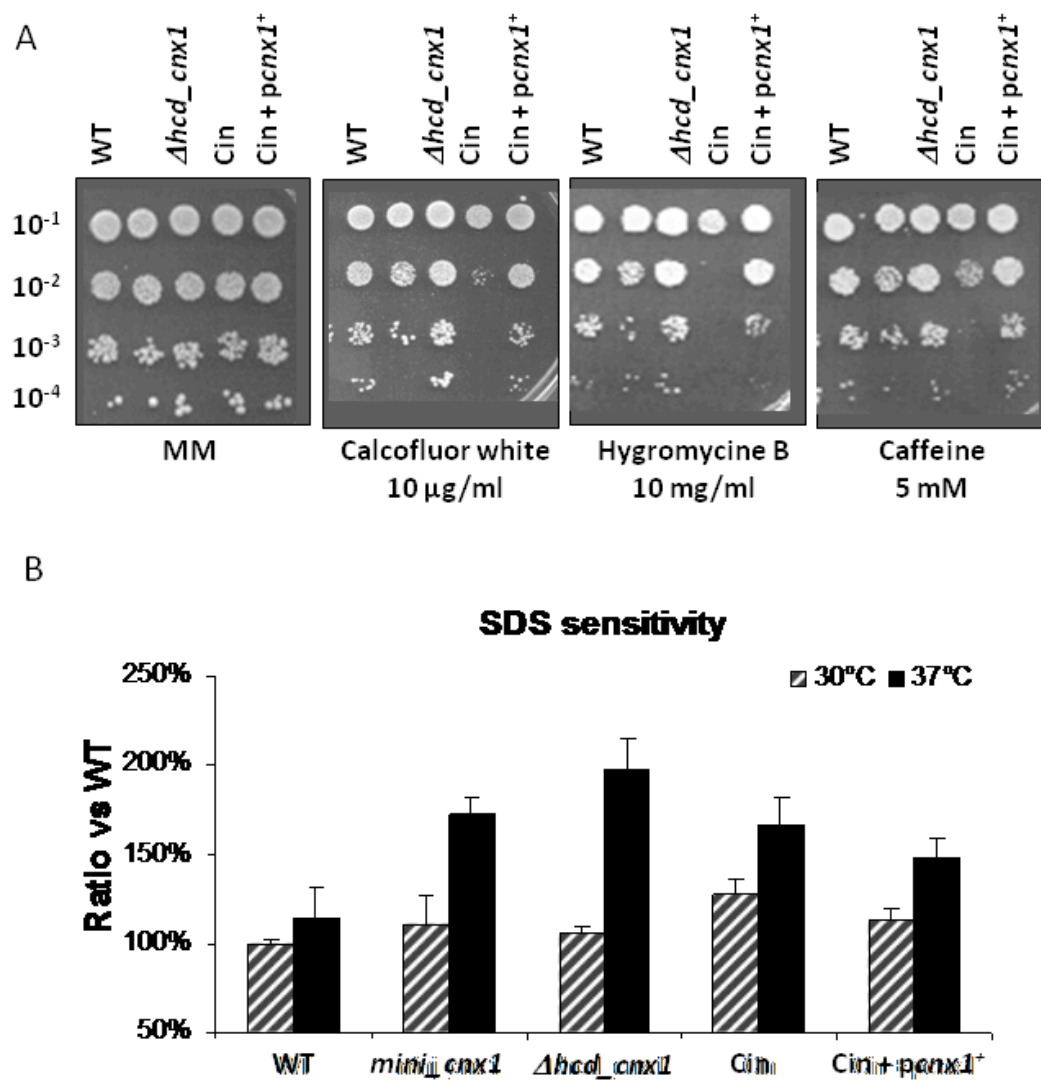 A
WT Δhcd_cnx1 Cin Cin + pcnx1⁺
WT Δhcd_cnx1 Cin Cin + pcnx1⁺
WT Δhcd_cnx1 Cin Cin + pcnx1⁺
WT Δhcd_cnx1 Cin Cin + pcnx1⁺
10⁻¹
10⁻²
10⁻³
10⁻⁴
MM
Calcofluor white
10 μg/ml
Hygromycine B
10 mg/ml
Caffeine
5 mM
B
SDS sensitivity
30ºC 37ºC
Ratio vs WT
250%
200%
150%
100%
50%
WT mini_cnx1 Δhcd_cnx1 Cin Cin + pcnx1⁺